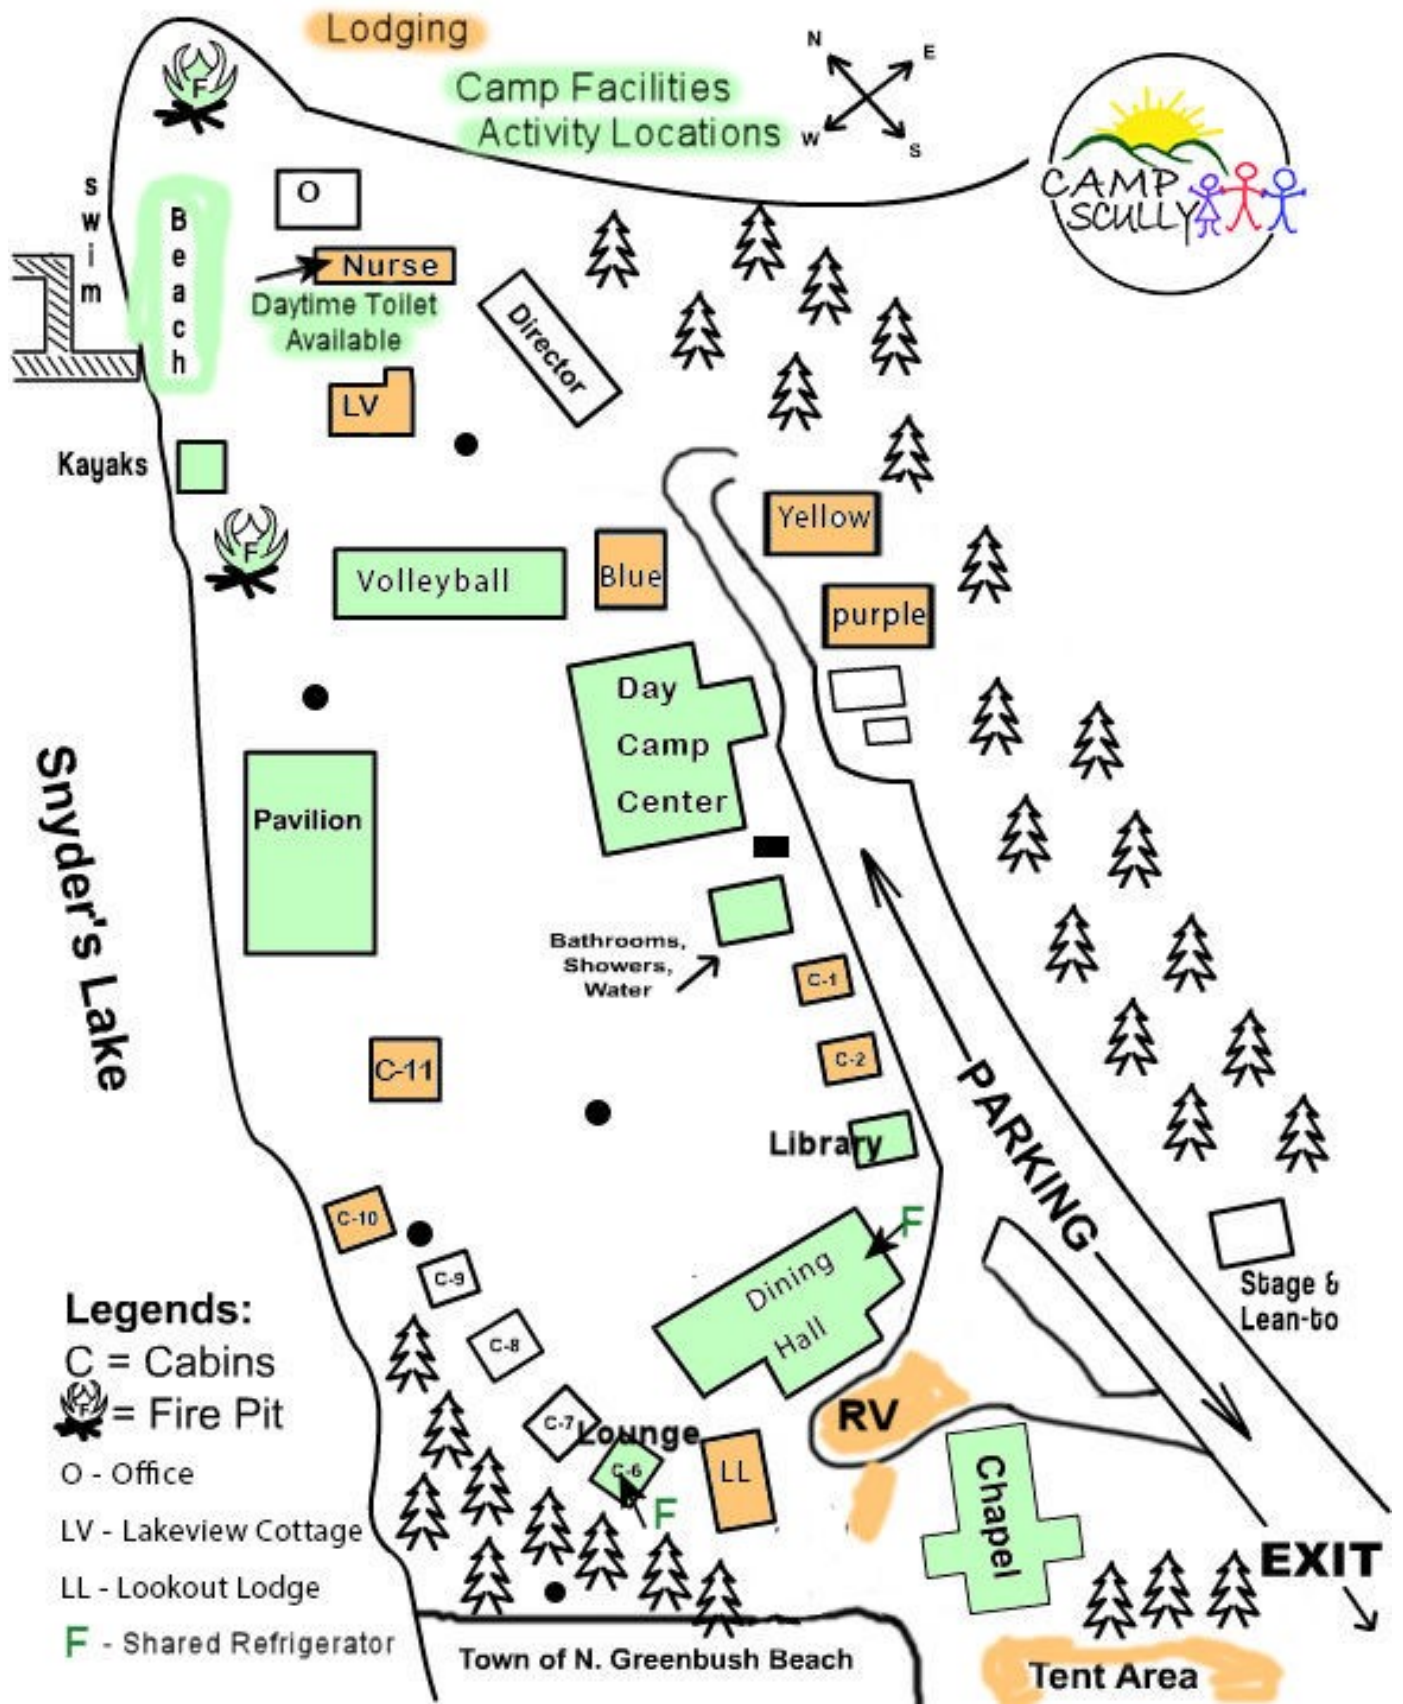 Lodging
Camp Facilities
Activity Locations
N
E
W
S
CAMP
SCULLY
F
swim
Beach
O
Nurse
Daytime Toilet
Available
Director
LV
Kayaks
F
Yellow
Volleyball
Blue
purple
Day
Camp
Center
Pavilion
Snyder's Lake
Bathrooms,
Showers,
Water
C-1
C-2
C-11
PARKING
Library
C-10
F
C-9
Dining
Hall
Stage &
Lean-to
C-8
C-7
Lounge
C-6
F
LL
RV
Chapel
EXIT
Legends:
C = Cabins
F = Fire Pit
O - Office
LV - Lakeview Cottage
LL - Lookout Lodge
F - Shared Refrigerator
Town of N. Greenbush Beach
Tent Area